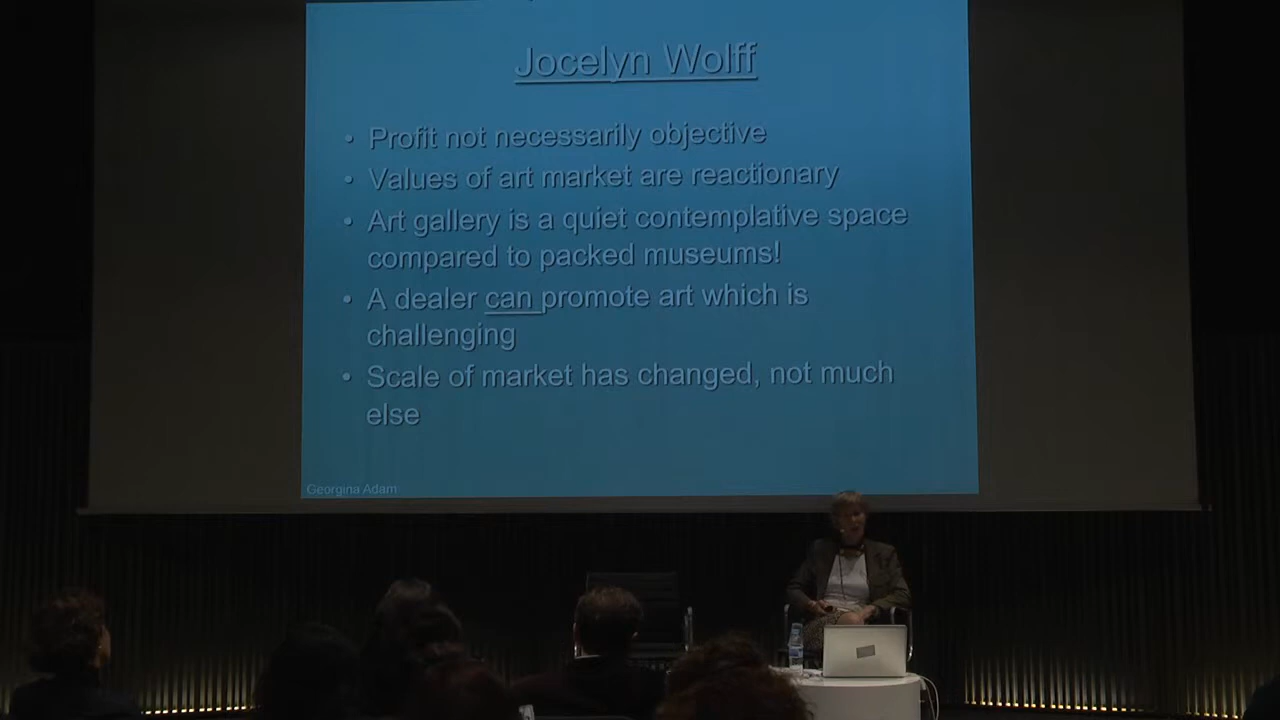 Jocelyn Wolff
• Profit not necessarily objective
• Values of art market are reactionary
• Art gallery is a quiet contemplative space
compared to packed museums!
• A dealer can promote art which is
challenging
• Scale of market has changed, not much
else
Georgina Adam